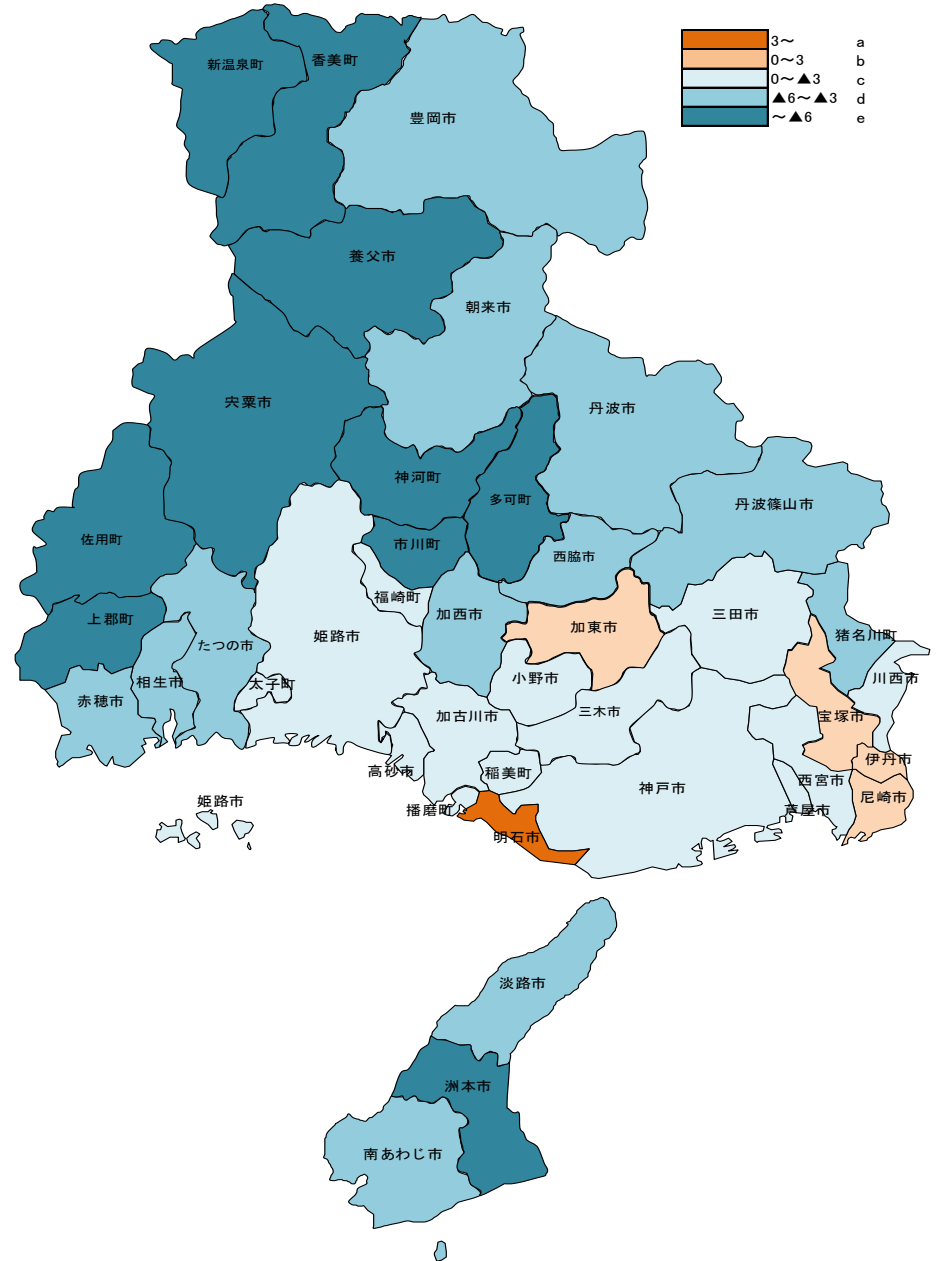 3～ a
0～3 b
0～▲3 c
▲6～▲3 d
～▲6 e
新温泉町
香美町
豊岡市
養父市
朝来市
宍粟市
丹波市
神河町
多可町
丹波篠山市
佐用町
市川町
西脇市
福崎町
加西市
上郡町
三田市
加東市
姫路市
猪名川町
たつの市
小野市
川西市
相生市
太子町
赤穂市
加古川市
三木市
宝塚市
伊丹市
高砂市
稲美町
西宮市
神戸市
尼崎市
姫路市
播磨町
芦屋市
明石市
淡路市
洲本市
南あわじ市